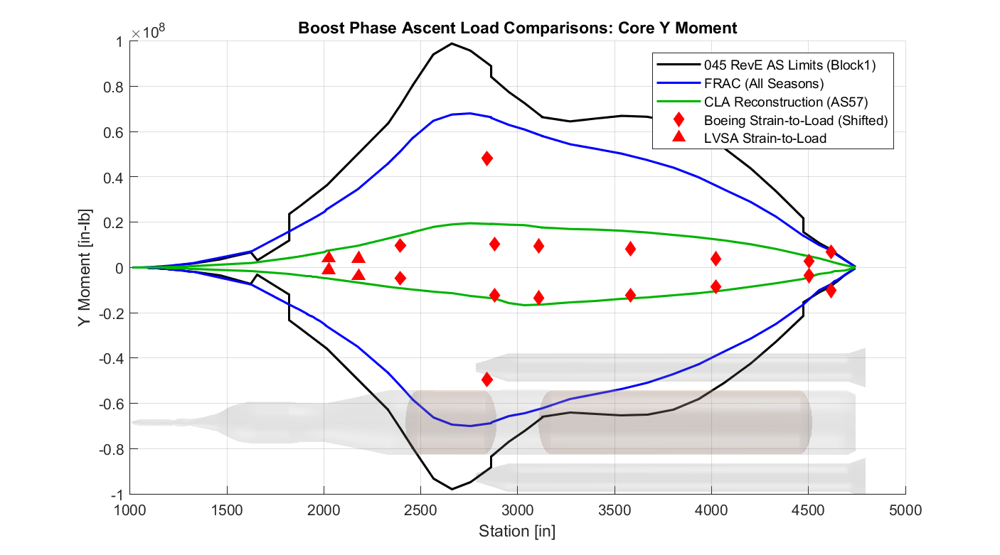 Boost Phase Ascent Load Comparisons: Core Y Moment
×10⁸
1
0.8
0.6
0.4
0.2
0
-0.2
-0.4
-0.6
-0.8
-1
Y Moment [in-lb]
045 RevE AS Limits (Block1)
FRAC (All Seasons)
CLA Reconstruction (AS57)
Boeing Strain-to-Load (Shifted)
LVSA Strain-to-Load
1000 1500 2000 2500 3000 3500 4000 4500 5000
Station [in]